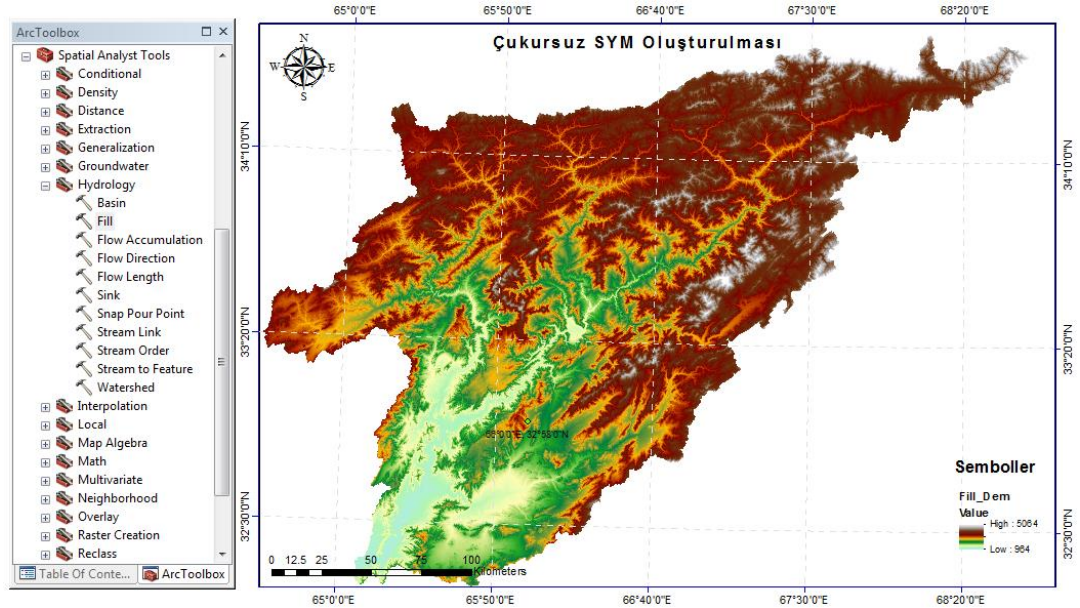 ArcToolbox
Spatial Analyst Tools
Conditional
Density
Distance
Extraction
Generalization
Groundwater
Hydrology
Basin
Fill
Flow Accumulation
Flow Direction
Flow Length
Sink
Snap Pour Point
Stream Link
Stream Order
Stream to Feature
Watershed
Interpolation
Local
Map Algebra
Math
Multivariate
Neighborhood
Overlay
Raster Creation
Reclass
Table Of Conte...
ArcToolbox
65°0'0"E 65°50'0"E 66°40'0"E 67°30'0"E 68°20'0"E
Çukursuz SYM Oluşturulması
N
W E
S
34°10'0"N 34°10'0"N
33°20'0"N 33°20'0"N
32°30'0"N 32°30'0"N
Semboller
Fill_Dem
Value
High : 5064
Low : 964
0 12.5 25 50 75 100
Kilometers
65°0'0"E 65°50'0"E 66°40'0"E 67°30'0"E 68°20'0"E